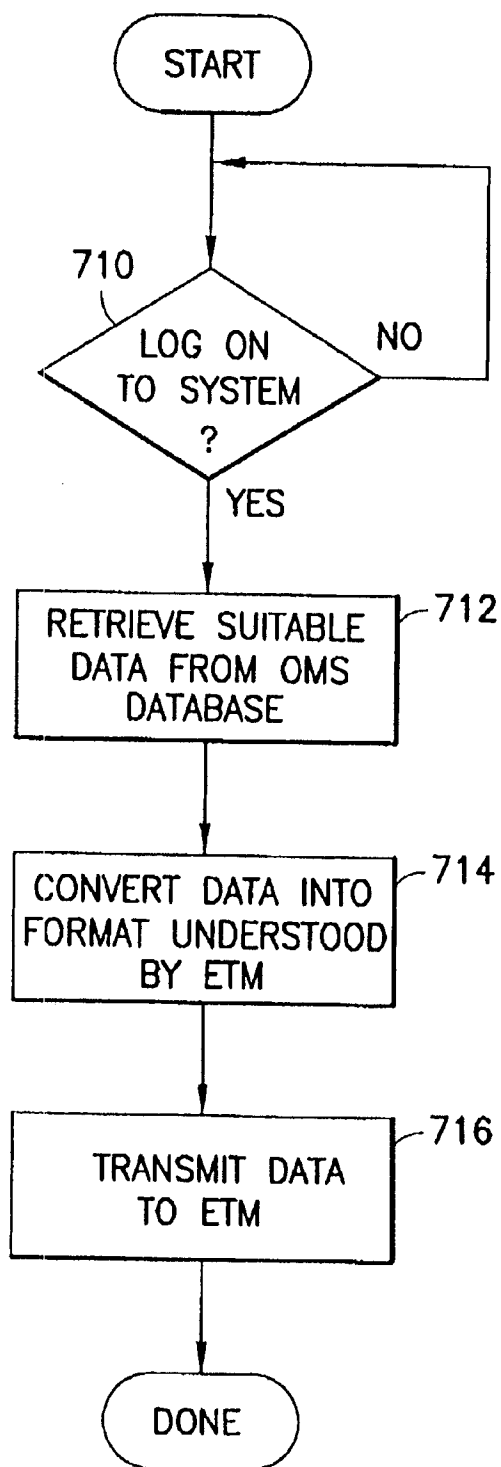 START
710
LOG ON
TO SYSTEM
?
NO
YES
RETRIEVE SUITABLE
DATA FROM OMS
DATABASE
712
CONVERT DATA INTO
FORMAT UNDERSTOOD
BY ETM
714
TRANSMIT DATA
TO ETM
716
DONE